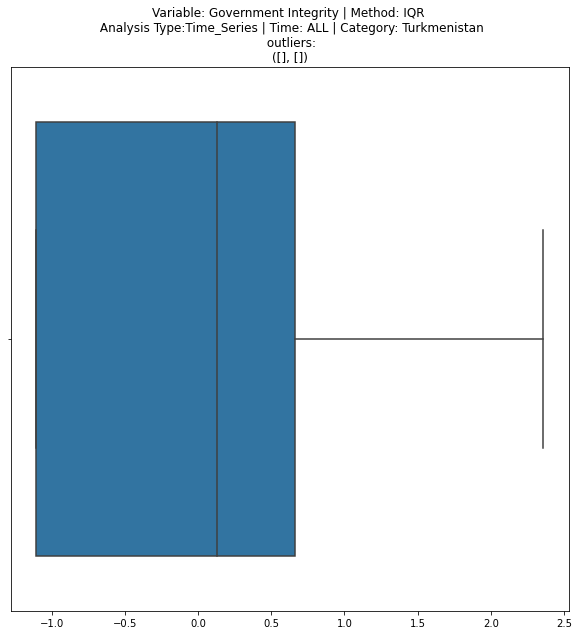 Variable: Government Integrity | Method: IQR
Analysis Type:Time_Series | Time: ALL | Category: Turkmenistan
outliers:
([], [])
−1.0 −0.5 0.0 0.5 1.0 1.5 2.0 2.5